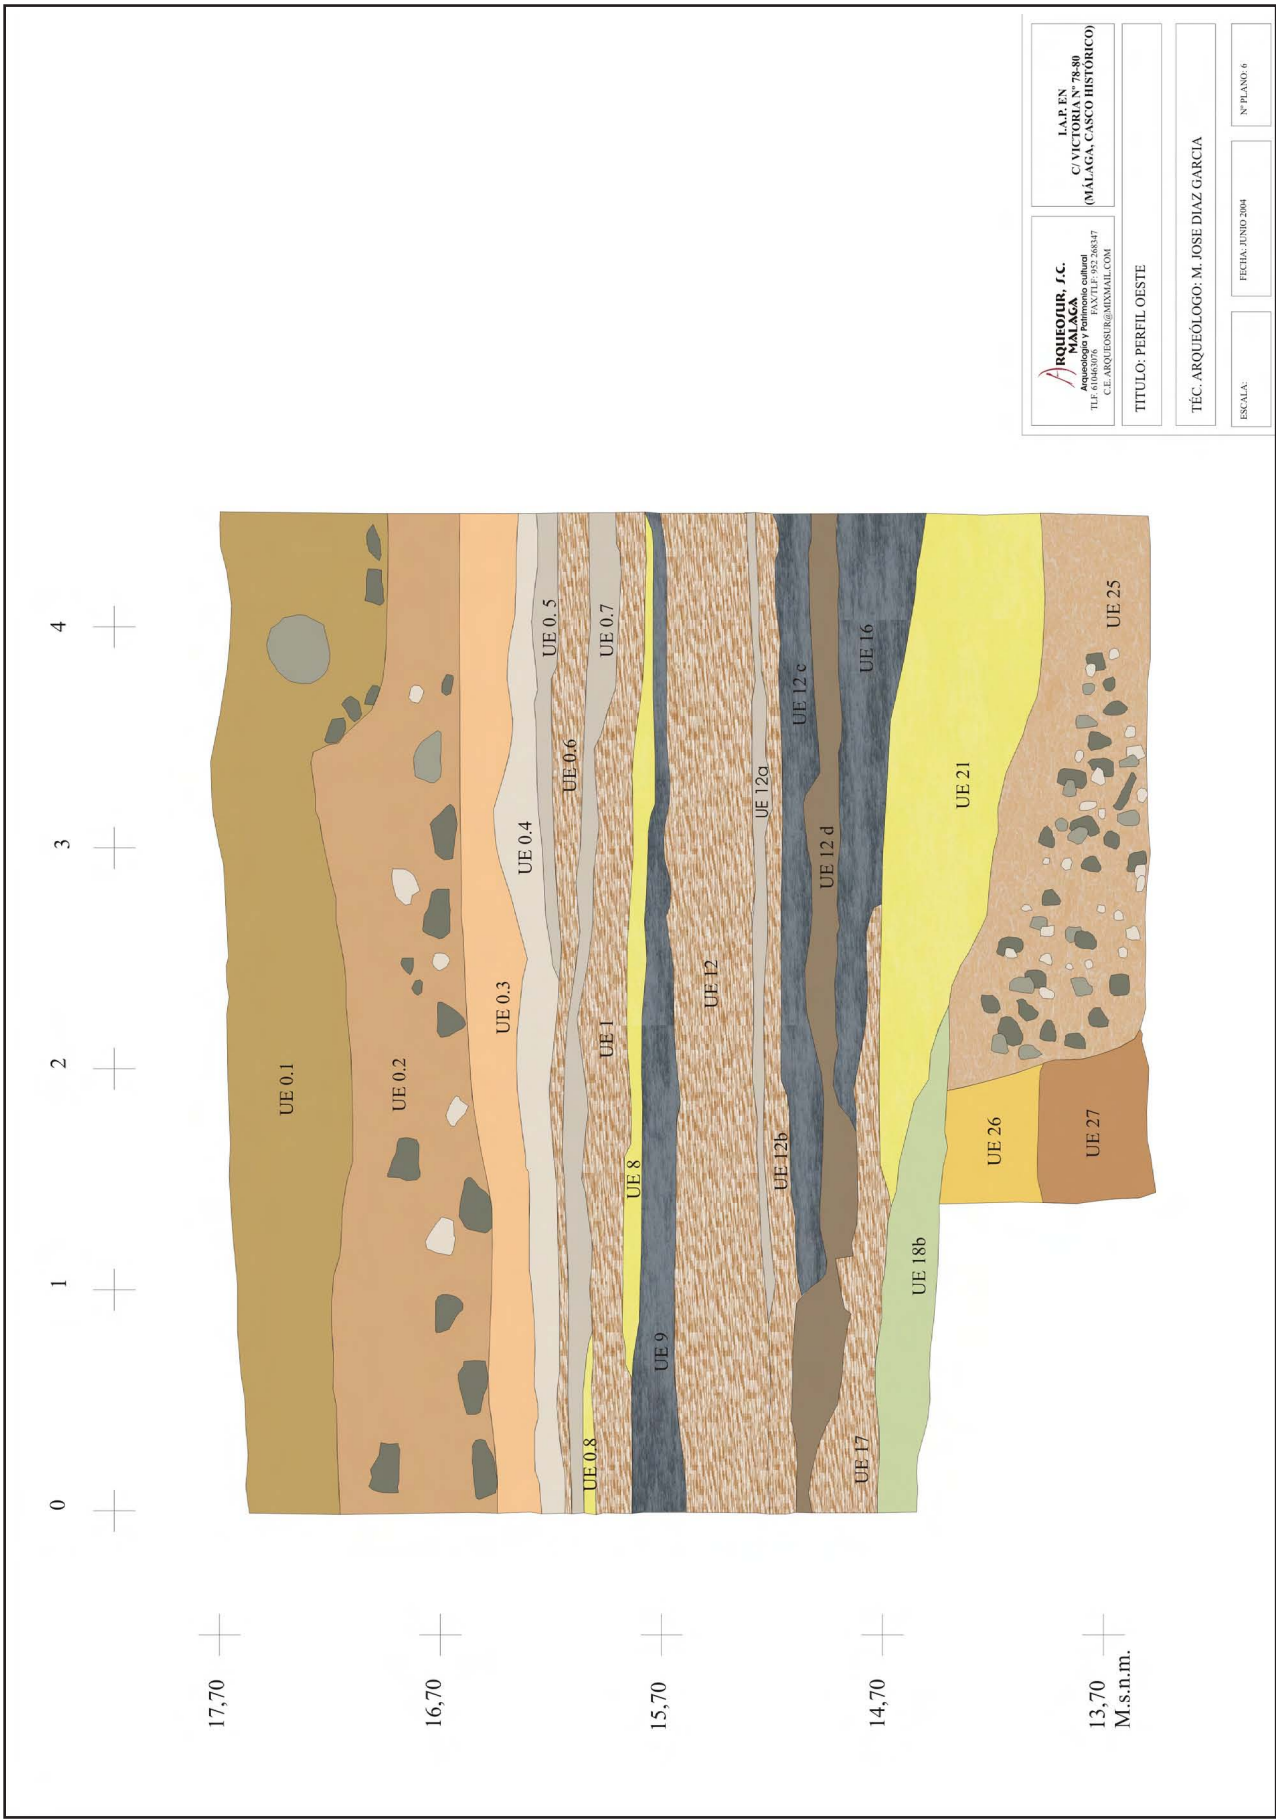 0
1
2
3
4
17,70
16,70
15,70
14,70
13,70
M.s.n.m.
UE 0.1
UE 0.2
UE 0.3
UE 0.4
UE 0. 5
UE 0.6
UE 0.7
UE 0.8
UE 1
UE 8
UE 9
UE 12
UE 12a
UE 12b
UE 12 c
UE 12 d
UE 16
UE 17
UE 18b
UE 21
UE 25
UE 26
UE 27
ARQUEOSUR, S.C.
MALAGA
Arqueología y Patrimonio cultural
TLF. 610463076 FAX/TLF: 952 268347
C.E. ARQUEOSUR@MIXMAIL.COM
I.A.P. EN
C/ VICTORIA Nº 78-80
(MÁLAGA, CASCO HISTÓRICO)
TITULO: PERFIL OESTE
TÉC. ARQUEÓLOGO: M. JOSE DIAZ GARCIA
ESCALA:
FECHA: JUNIO 2004
Nº PLANO: 6